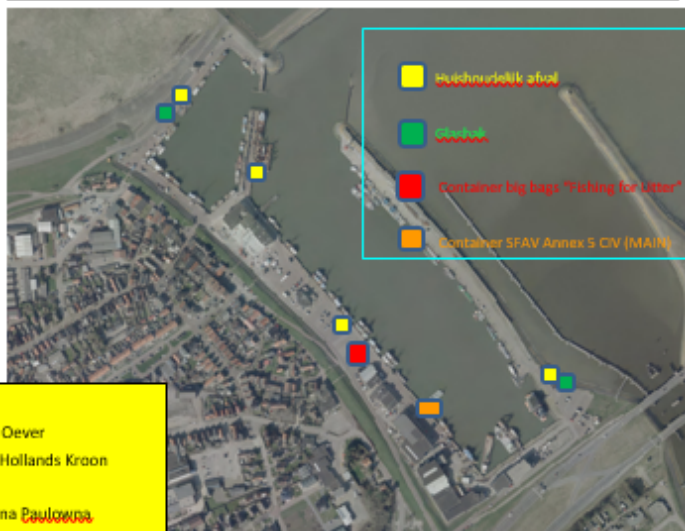 Huishoudelijk afval
Glasbak
Container big bags "Fishing for Litter"
Container SFAV Annex 5 CIV (MAIN)
Oever
Hollands Kroon
na Paulowna